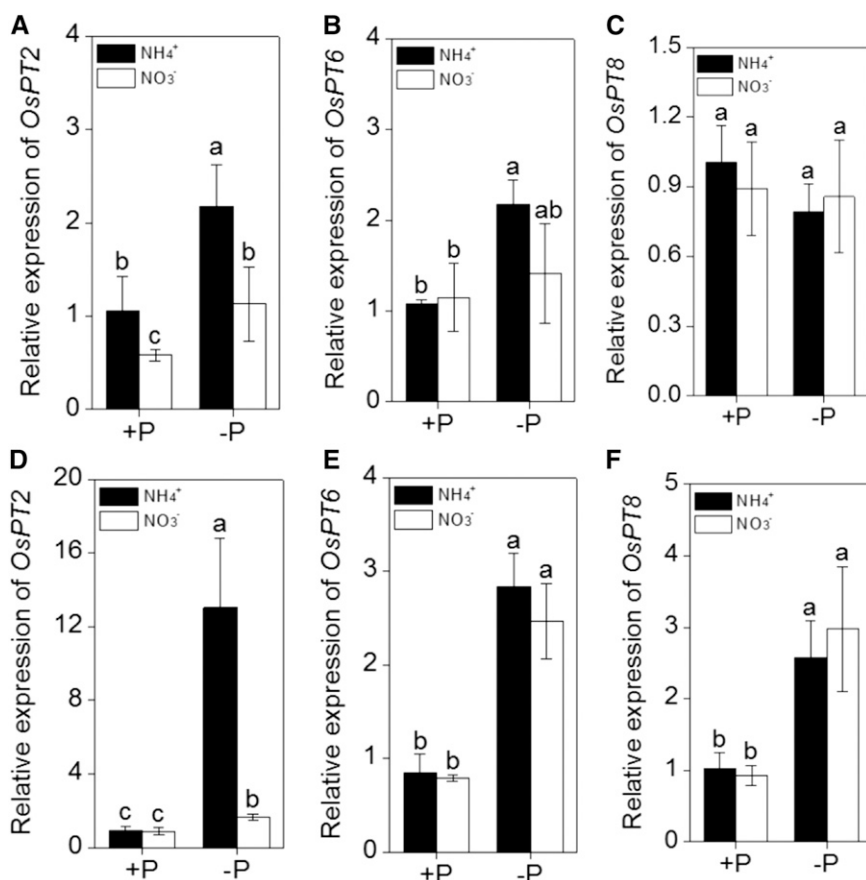 A
Relative expression of OsPT2
4
3
2
1
0
NH₄⁺
NO₃⁻
b
c
a
b
+P
-P
B
Relative expression of OsPT6
4
3
2
1
0
NH₄⁺
NO₃⁻
b
b
a
ab
+P
-P
C
Relative expression of OsPT8
1.5
1.2
0.9
0.6
0.3
0.0
NH₄⁺
NO₃⁻
a
a
a
a
+P
-P
D
Relative expression of OsPT2
20
16
12
8
4
0
NH₄⁺
NO₃⁻
c
c
a
b
+P
-P
E
Relative expression of OsPT6
4
3
2
1
0
NH₄⁺
NO₃⁻
b
b
a
a
+P
-P
F
Relative expression of OsPT8
5
4
3
2
1
0
NH₄⁺
NO₃⁻
b
b
a
a
+P
-P